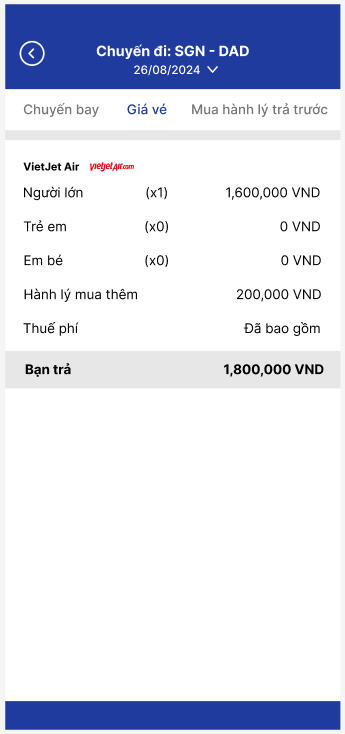 Chuyến đi: SGN - DAD
26/08/2024
Chuyến bay Giá vé Mua hành lý trả trước
VietJet Air vietjetAir.com
Người lớn (x1) 1,600,000 VND
Trẻ em (x0) 0 VND
Em bé (x0) 0 VND
Hành lý mua thêm 200,000 VND
Thuế phí Đã bao gồm
Bạn trả 1,800,000 VND